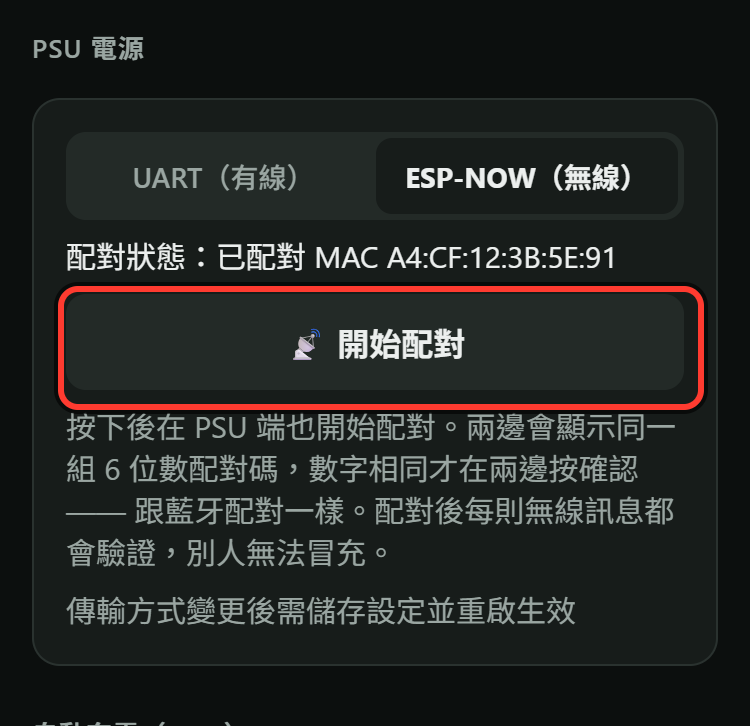 PSU 電源
UART（有線）
ESP-NOW（無線）
配對狀態：已配對 MAC A4:CF:12:3B:5E:91
開始配對
按下後在 PSU 端也開始配對。兩邊會顯示同一
組 6 位數配對碼，數字相同才在兩邊按確認
—— 跟藍牙配對一樣。配對後每則無線訊息都
會驗證，別人無法冒充。
傳輸方式變更後需儲存設定並重啟生效